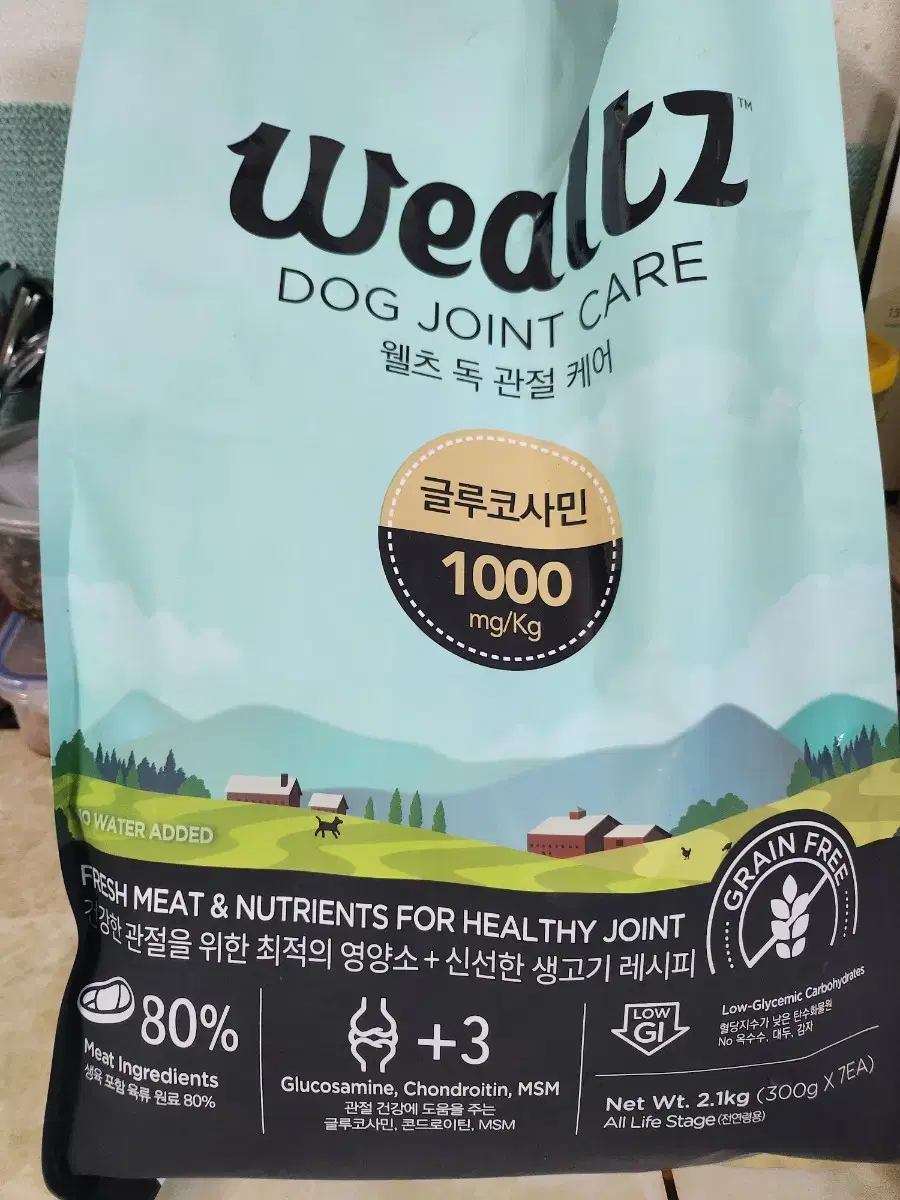 wealtz™
DOG JOINT CARE
웰츠 독 관절 케어
글루코사민
1000
mg/Kg
NO WATER ADDED
GRAIN FREE
FRESH MEAT & NUTRIENTS FOR HEALTHY JOINT
건강한 관절을 위한 최적의 영양소 + 신선한 생고기 레시피
80%
Meat Ingredients
생육 포함 육류 원료 80%
+3
Glucosamine, Chondroitin, MSM
관절 건강에 도움을 주는
글루코사민, 콘드로이틴, MSM
LOW
GI
Low-Glycemic Carbohydrates
혈당지수가 낮은 탄수화물원
No 옥수수, 대두, 감자
Net Wt. 2.1kg (300g X 7EA)
All Life Stage (전연령용)